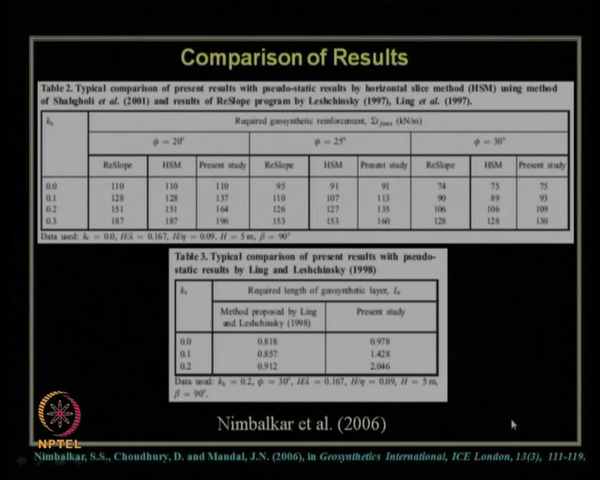 Comparison of Results
Table 2. Typical comparison of present results with pseudo-static results by horizontal slice method (HSM) using method
of Shahgholi et al. (2001) and results of ReSlope program by Leshchinsky (1997), Ling et al. (1997).
Required geosynthetic reinforcement, (kN/m)
ϕ = 20° ϕ = 25° ϕ = 30°
ReSlope HSM Present study ReSlope HSM Present study ReSlope HSM Present study
0.0 110 110 110 95 91 91 74 75 75
0.1 128 128 137 110 107 113 90 89 93
0.2 151 151 164 126 127 135 106 106 109
0.3 187 187 196 153 153 160 128 128 130
Data used: = 0.0, H/λ = 0.167, H/η = 0.09, H = 5 m, β = 90°
Table 3. Typical comparison of present results with pseudo-
static results by Ling and Leshchinsky (1998)
Required length of geosynthetic layer,
Method proposed by Ling Present study
and Leshchinsky (1998)
0.0 0.818 0.978
0.1 0.857 1.428
0.2 0.912 2.046
Data used: = 0.2, ϕ = 30°, H/λ = 0.167, H/η = 0.09, H = 5 m,
β = 90°.
Nimbalkar et al. (2006)
NPTEL
Nimbalkar, S.S., Choudhury, D. and Mandal, J.N. (2006), in Geosynthetics International, ICE London, 13(3), 111-119.